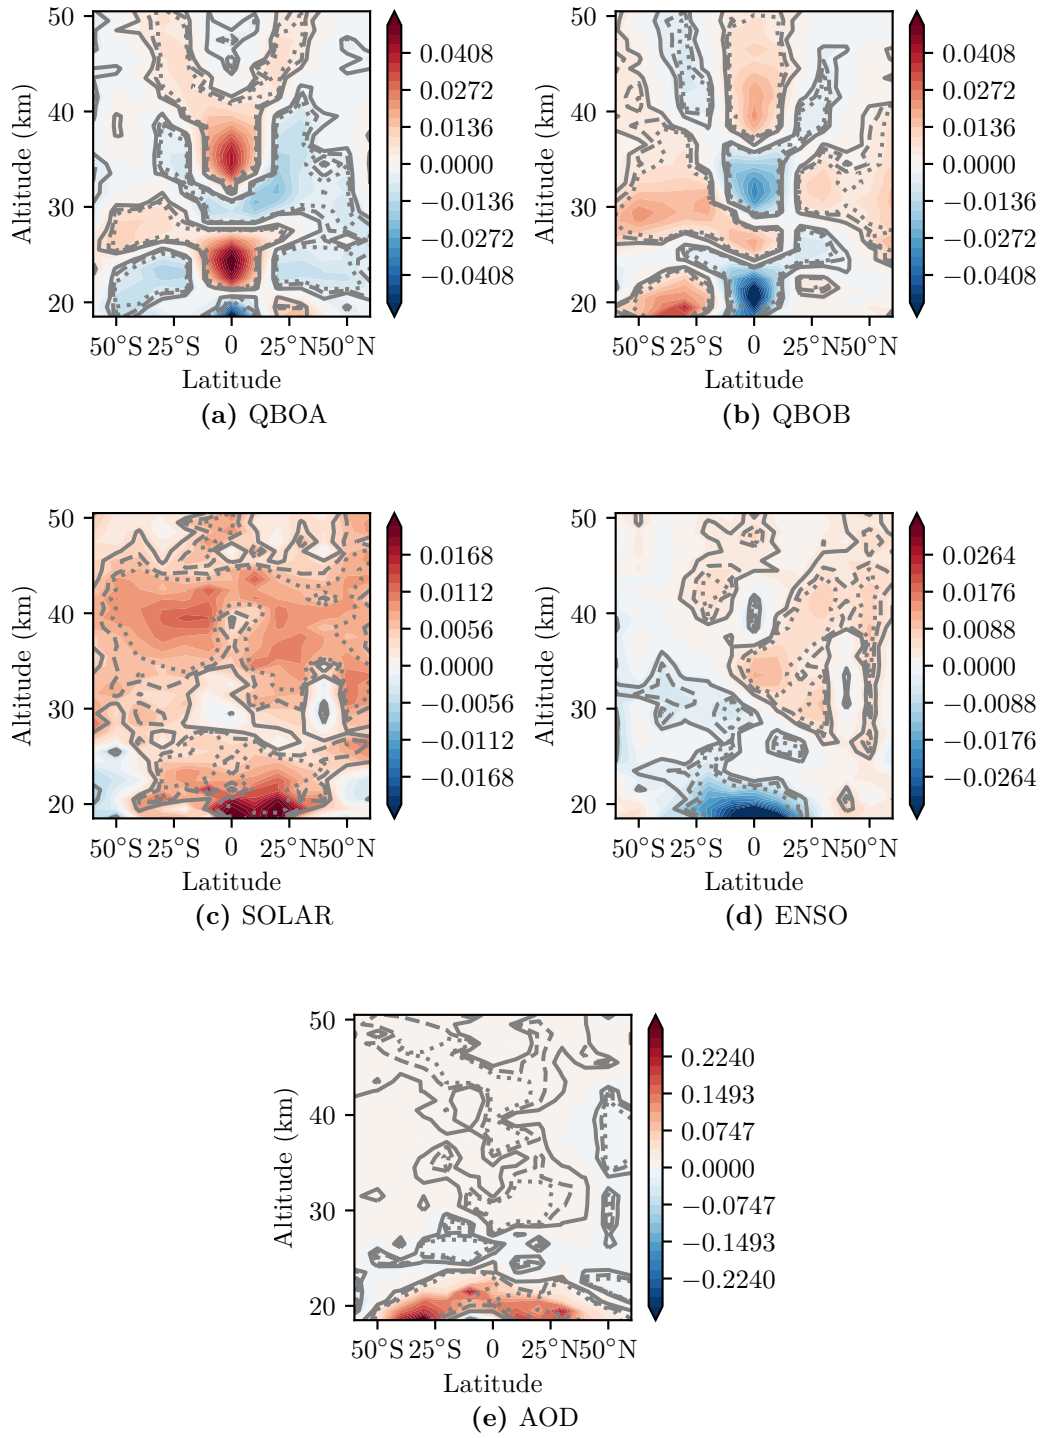 50
40
30
20
Altitude (km)
50°S 25°S 0 25°N 50°N
Latitude
0.0408
0.0272
0.0136
0.0000
−0.0136
−0.0272
−0.0408
(a) QBOA
50
40
30
20
Altitude (km)
50°S 25°S 0 25°N 50°N
Latitude
0.0408
0.0272
0.0136
0.0000
−0.0136
−0.0272
−0.0408
(b) QBOB
50
40
30
20
Altitude (km)
50°S 25°S 0 25°N 50°N
Latitude
0.0168
0.0112
0.0056
0.0000
−0.0056
−0.0112
−0.0168
(c) SOLAR
50
40
30
20
Altitude (km)
50°S 25°S 0 25°N 50°N
Latitude
0.0264
0.0176
0.0088
0.0000
−0.0088
−0.0176
−0.0264
(d) ENSO
50
40
30
20
Altitude (km)
50°S 25°S 0 25°N 50°N
Latitude
0.2240
0.1493
0.0747
0.0000
−0.0747
−0.1493
−0.2240
(e) AOD